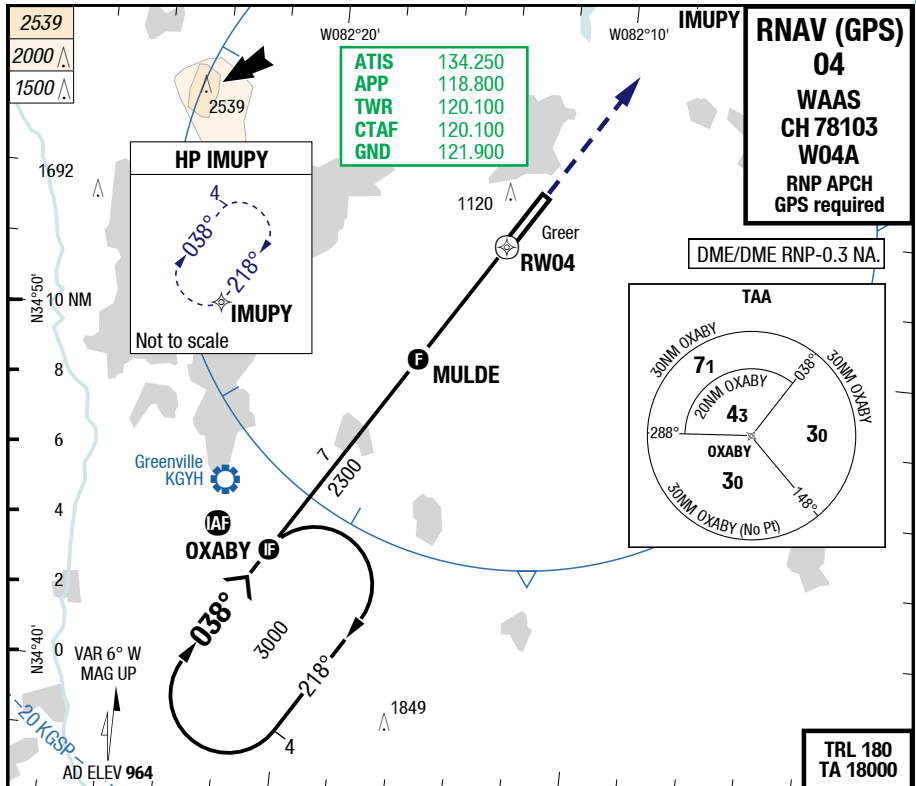 2539
2000
1500
W082°20'
W082°10'
IMUPY
RNAV (GPS)
04
WAAS
CH 78103
W04A
RNP APCH
GPS required
ATIS 134.250
APP 118.800
TWR 120.100
CTAF 120.100
GND 121.900
2539
HP IMUPY
4
038°
218°
IMUPY
Not to scale
1692
1120
Greer
RW04
DME/DME RNP-0.3 NA.
TAA
30NM OXABY
71
20NM OXABY
43
038°
30NM OXABY
30
288°
OXABY
30
148°
30NM OXABY (No Pt)
N34°50'
10 NM
8
6
4
2
0
N34°40'
MULDE
F
7
2300
Greenville
KGYH
IAF
OXABY
IF
038°
3000
218°
4
1849
VAR 6° W
MAG UP
20 KGSP
AD ELEV 964
TRL 180
TA 18000